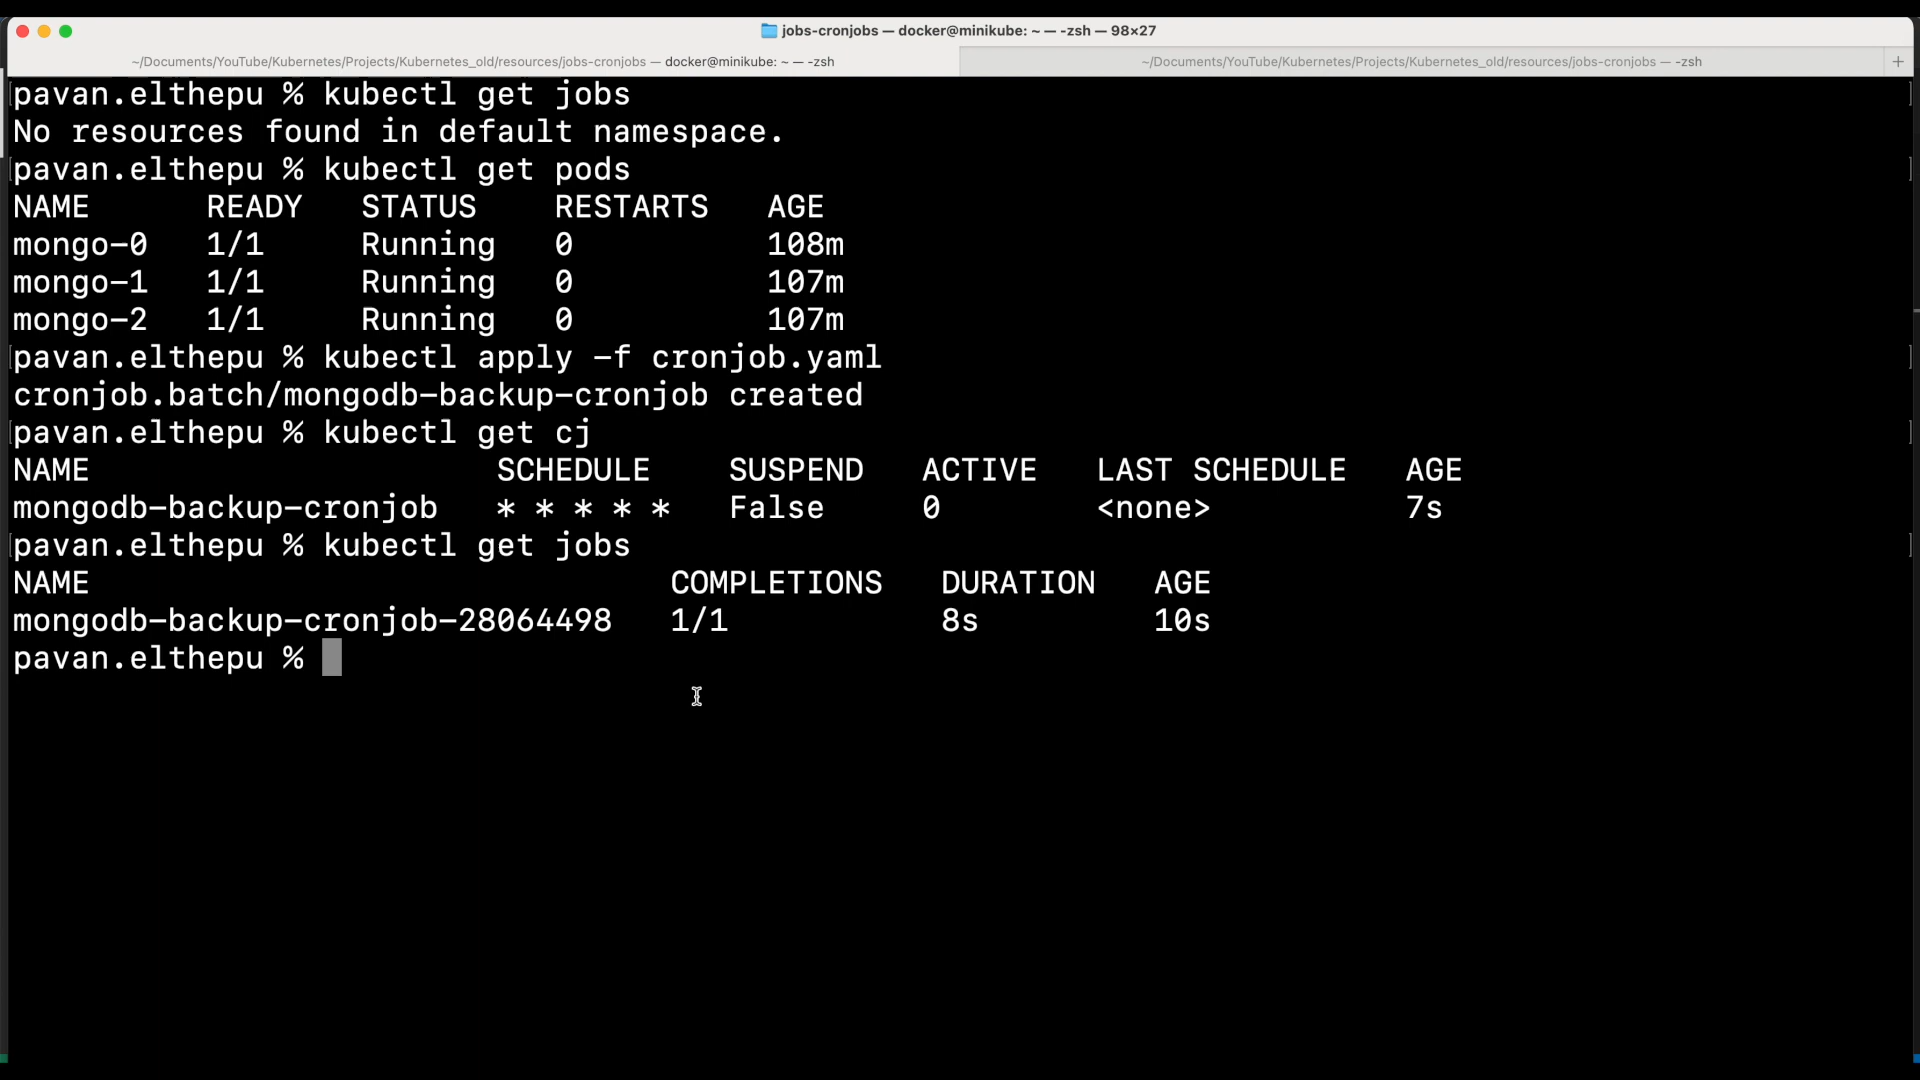 jobs-cronjobs — docker@minikube: ~ — -zsh — 98×27
~/Documents/YouTube/Kubernetes/Projects/Kubernetes_old/resources/jobs-cronjobs — docker@minikube: ~ — -zsh
~/Documents/YouTube/Kubernetes/Projects/Kubernetes_old/resources/jobs-cronjobs — -zsh
pavan.elthepu % kubectl get jobs
No resources found in default namespace.
pavan.elthepu % kubectl get pods
NAME      READY   STATUS    RESTARTS   AGE
mongo-0   1/1     Running   0          108m
mongo-1   1/1     Running   0          107m
mongo-2   1/1     Running   0          107m
pavan.elthepu % kubectl apply -f cronjob.yaml
cronjob.batch/mongodb-backup-cronjob created
pavan.elthepu % kubectl get cj
NAME                     SCHEDULE    SUSPEND   ACTIVE   LAST SCHEDULE   AGE
mongodb-backup-cronjob   * * * * *   False     0        <none>          7s
pavan.elthepu % kubectl get jobs
NAME                              COMPLETIONS   DURATION   AGE
mongodb-backup-cronjob-28064498   1/1           8s         10s
pavan.elthepu %